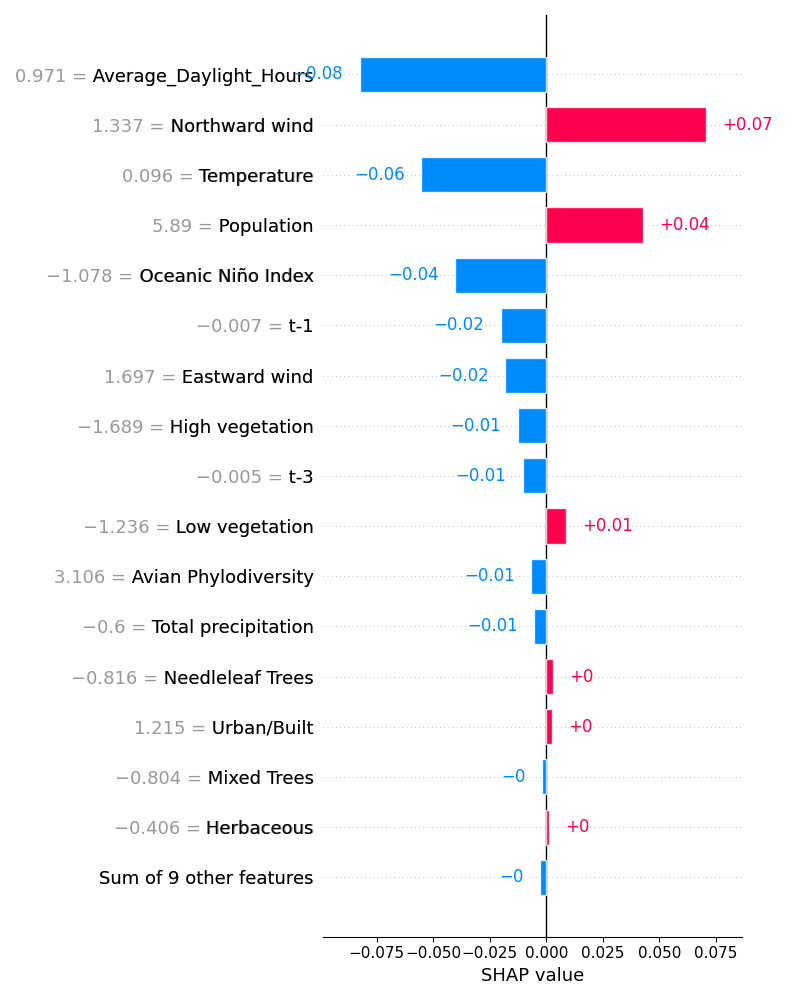 0.971 = Average_Daylight_Hours −0.08
1.337 = Northward wind +0.07
0.096 = Temperature −0.06
5.89 = Population +0.04
−1.078 = Oceanic Niño Index −0.04
−0.007 = t-1 −0.02
1.697 = Eastward wind −0.02
−1.689 = High vegetation −0.01
−0.005 = t-3 −0.01
−1.236 = Low vegetation +0.01
3.106 = Avian Phylodiversity −0.01
−0.6 = Total precipitation −0.01
−0.816 = Needleleaf Trees +0
1.215 = Urban/Built +0
−0.804 = Mixed Trees −0
−0.406 = Herbaceous +0
Sum of 9 other features −0
−0.075 −0.050 −0.025 0.000 0.025 0.050 0.075
SHAP value